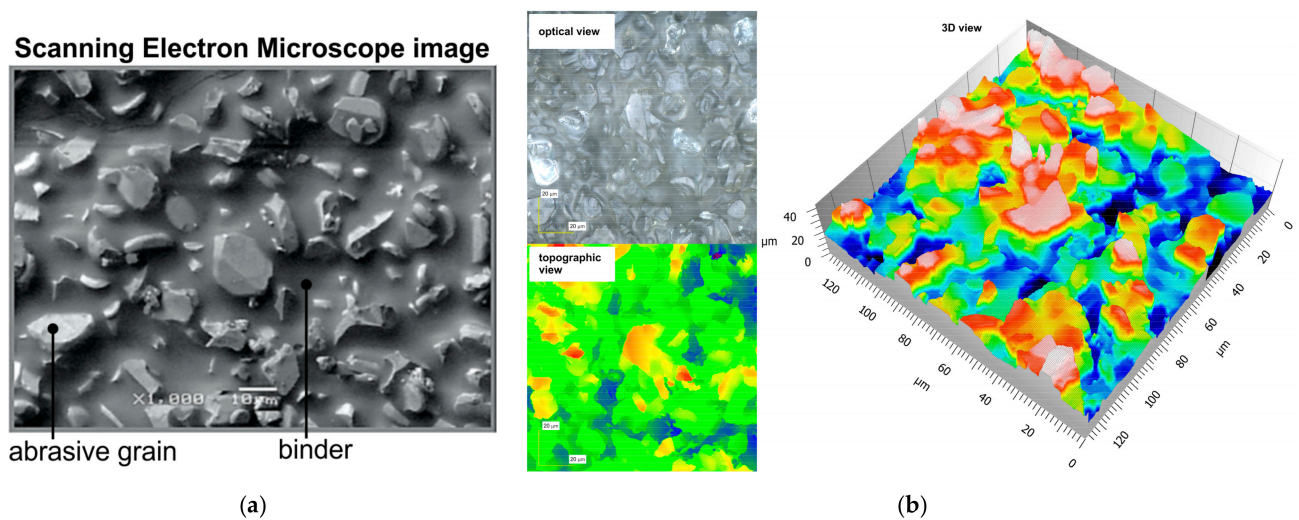 Scanning Electron Microscope image
X1,000 10μm
abrasive grain
binder
(a)
optical view
20 μm
20 μm
topographic
view
20 μm
20 μm
3D view
40
μm
20
0
120
100
80
60
μm
40
20
0
0
20
40
60
μm
80
100
120
(b)